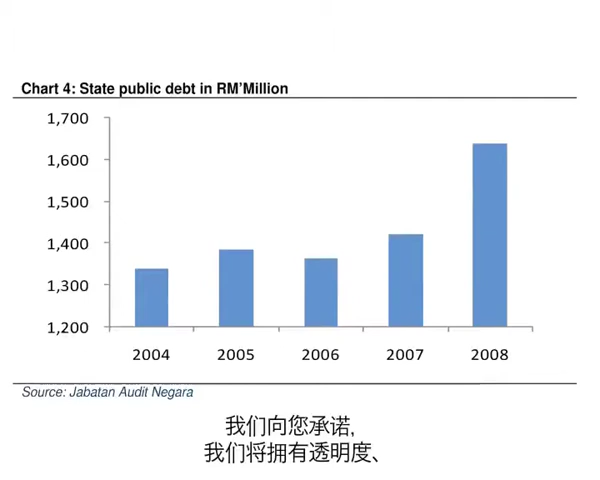 Chart 4: State public debt in RM'Million
1,700
1,600
1,500
1,400
1,300
1,200
2004 2005 2006 2007 2008
Source: Jabatan Audit Negara
我们向您承诺,
我们将拥有透明度、